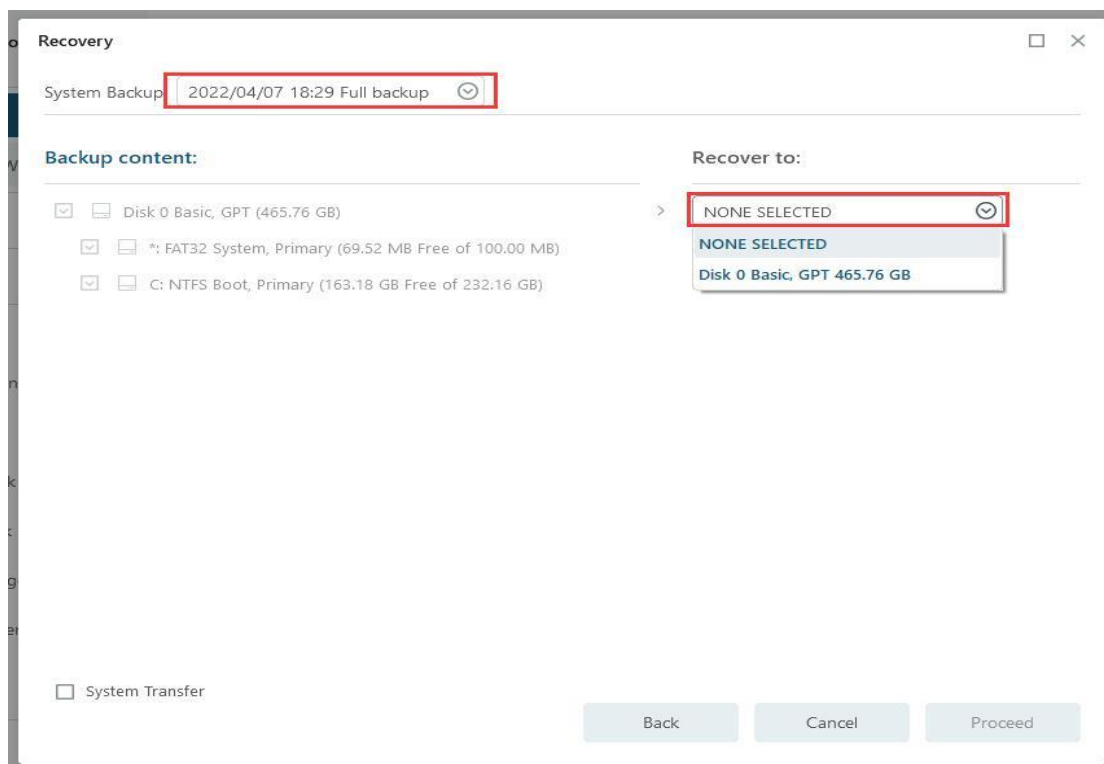 Recovery
System Backup 2022/04/07 18:29 Full backup
Backup content:
Recover to:
Disk 0 Basic, GPT (465.76 GB)
> NONE SELECTED
*: FAT32 System, Primary (69.52 MB Free of 100.00 MB)
NONE SELECTED
C: NTFS Boot, Primary (163.18 GB Free of 232.16 GB)
Disk 0 Basic, GPT 465.76 GB
System Transfer
Back
Cancel
Proceed